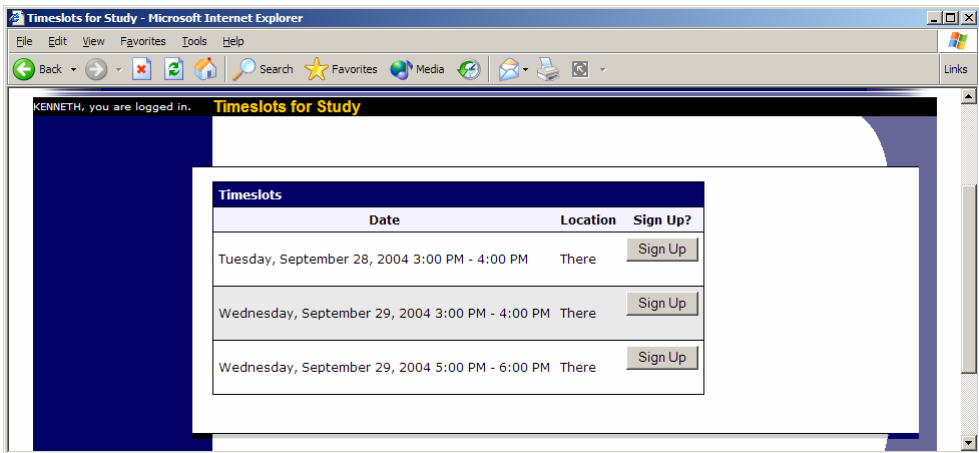 Timeslots for Study - Microsoft Internet Explorer
File Edit View Favorites Tools Help
Back Search Favorites Media Links
KENNETH, you are logged in. Timeslots for Study
Timeslots
Date Location Sign Up?
Tuesday, September 28, 2004 3:00 PM - 4:00 PM There Sign Up
Wednesday, September 29, 2004 3:00 PM - 4:00 PM There Sign Up
Wednesday, September 29, 2004 5:00 PM - 6:00 PM There Sign Up